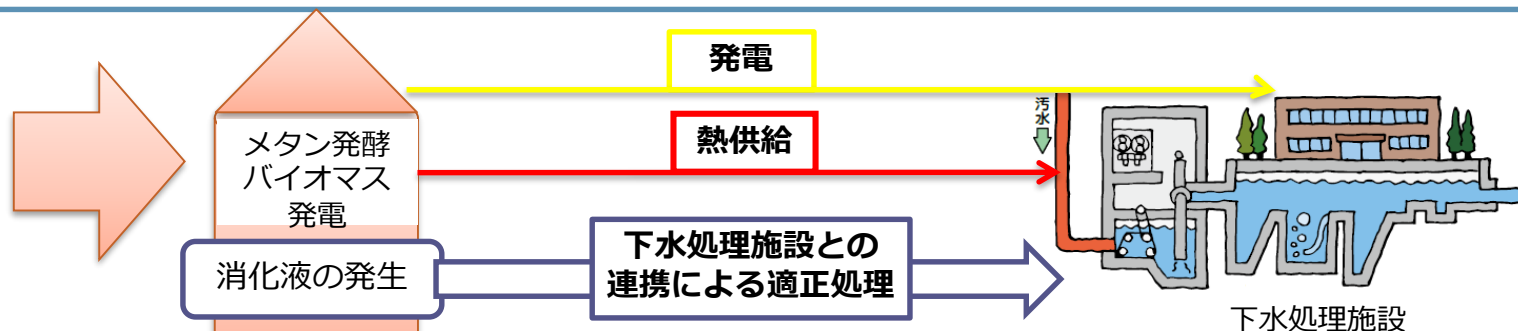 発電
汚水
熱供給
メタン発酵
バイオマス
発電
下水処理施設との
連携による適正処理
消化液の発生
下水処理施設